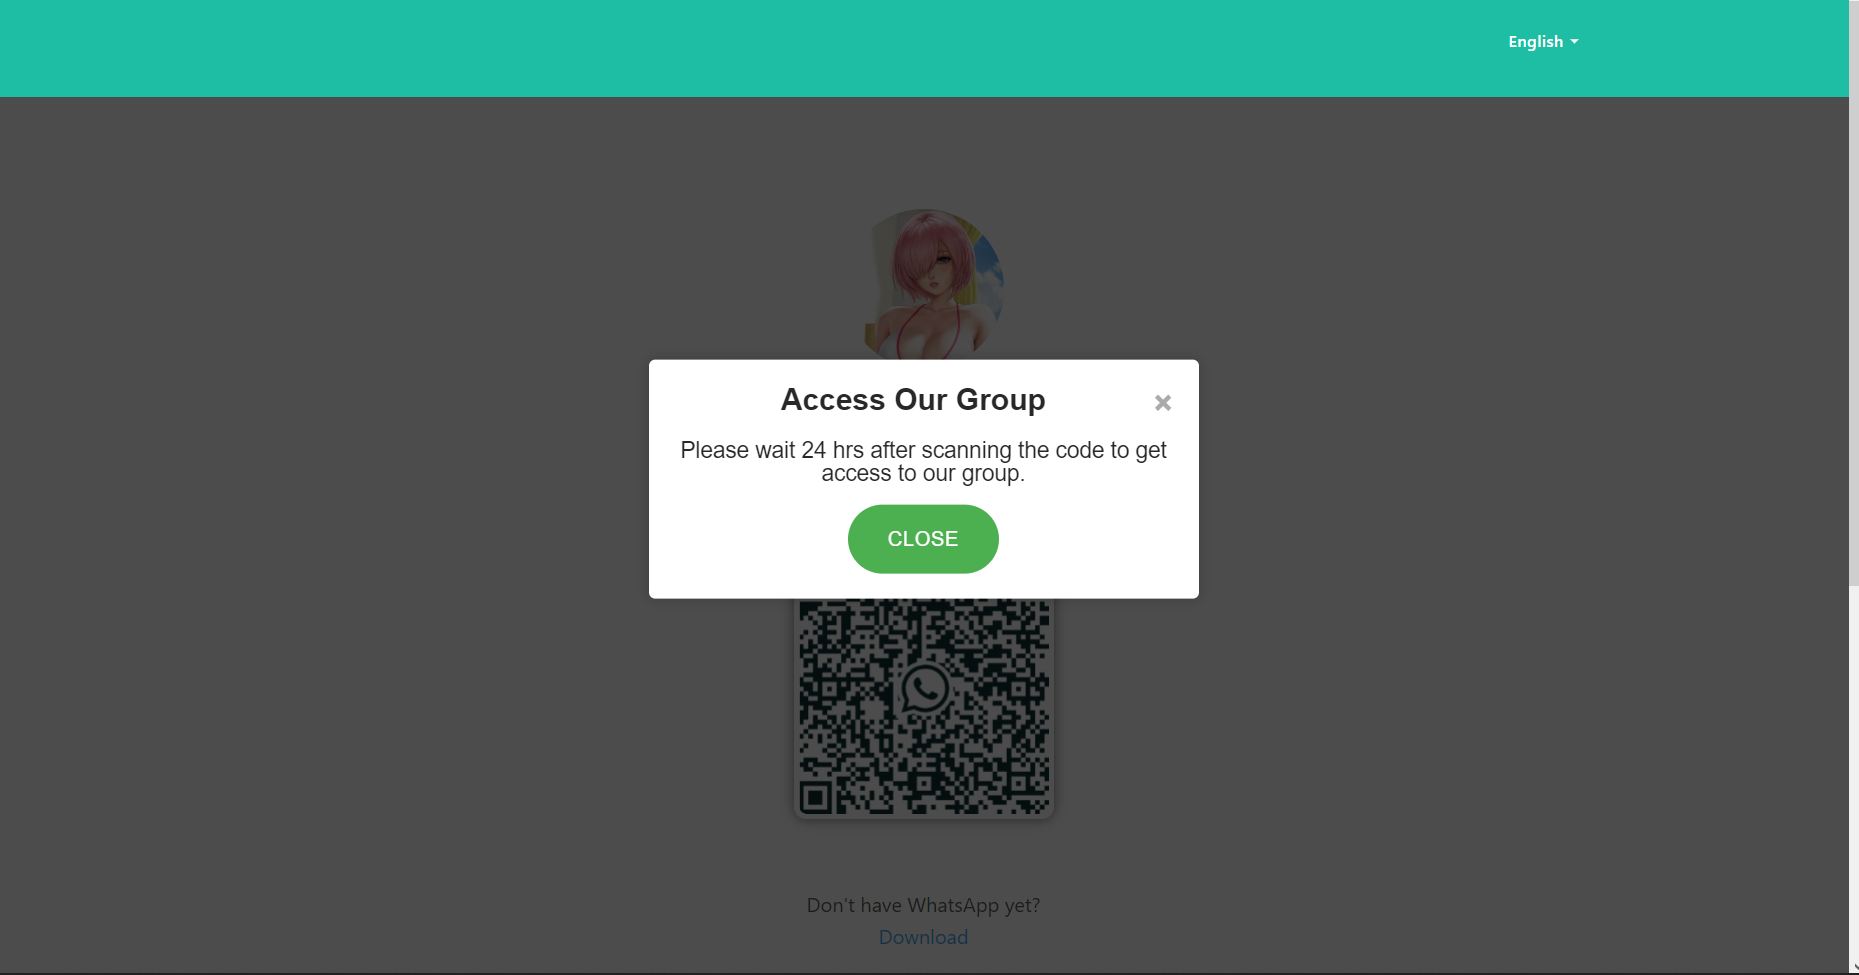 English
Access Our Group
Please wait 24 hrs after scanning the code to get
access to our group.
CLOSE
Don't have WhatsApp yet?
Download